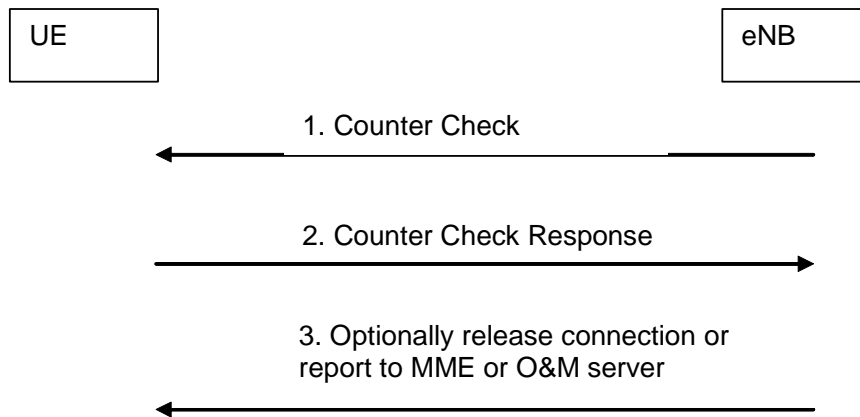 UE
eNB
1. Counter Check
2. Counter Check Response
3. Optionally release connection or
report to MME or O&M server